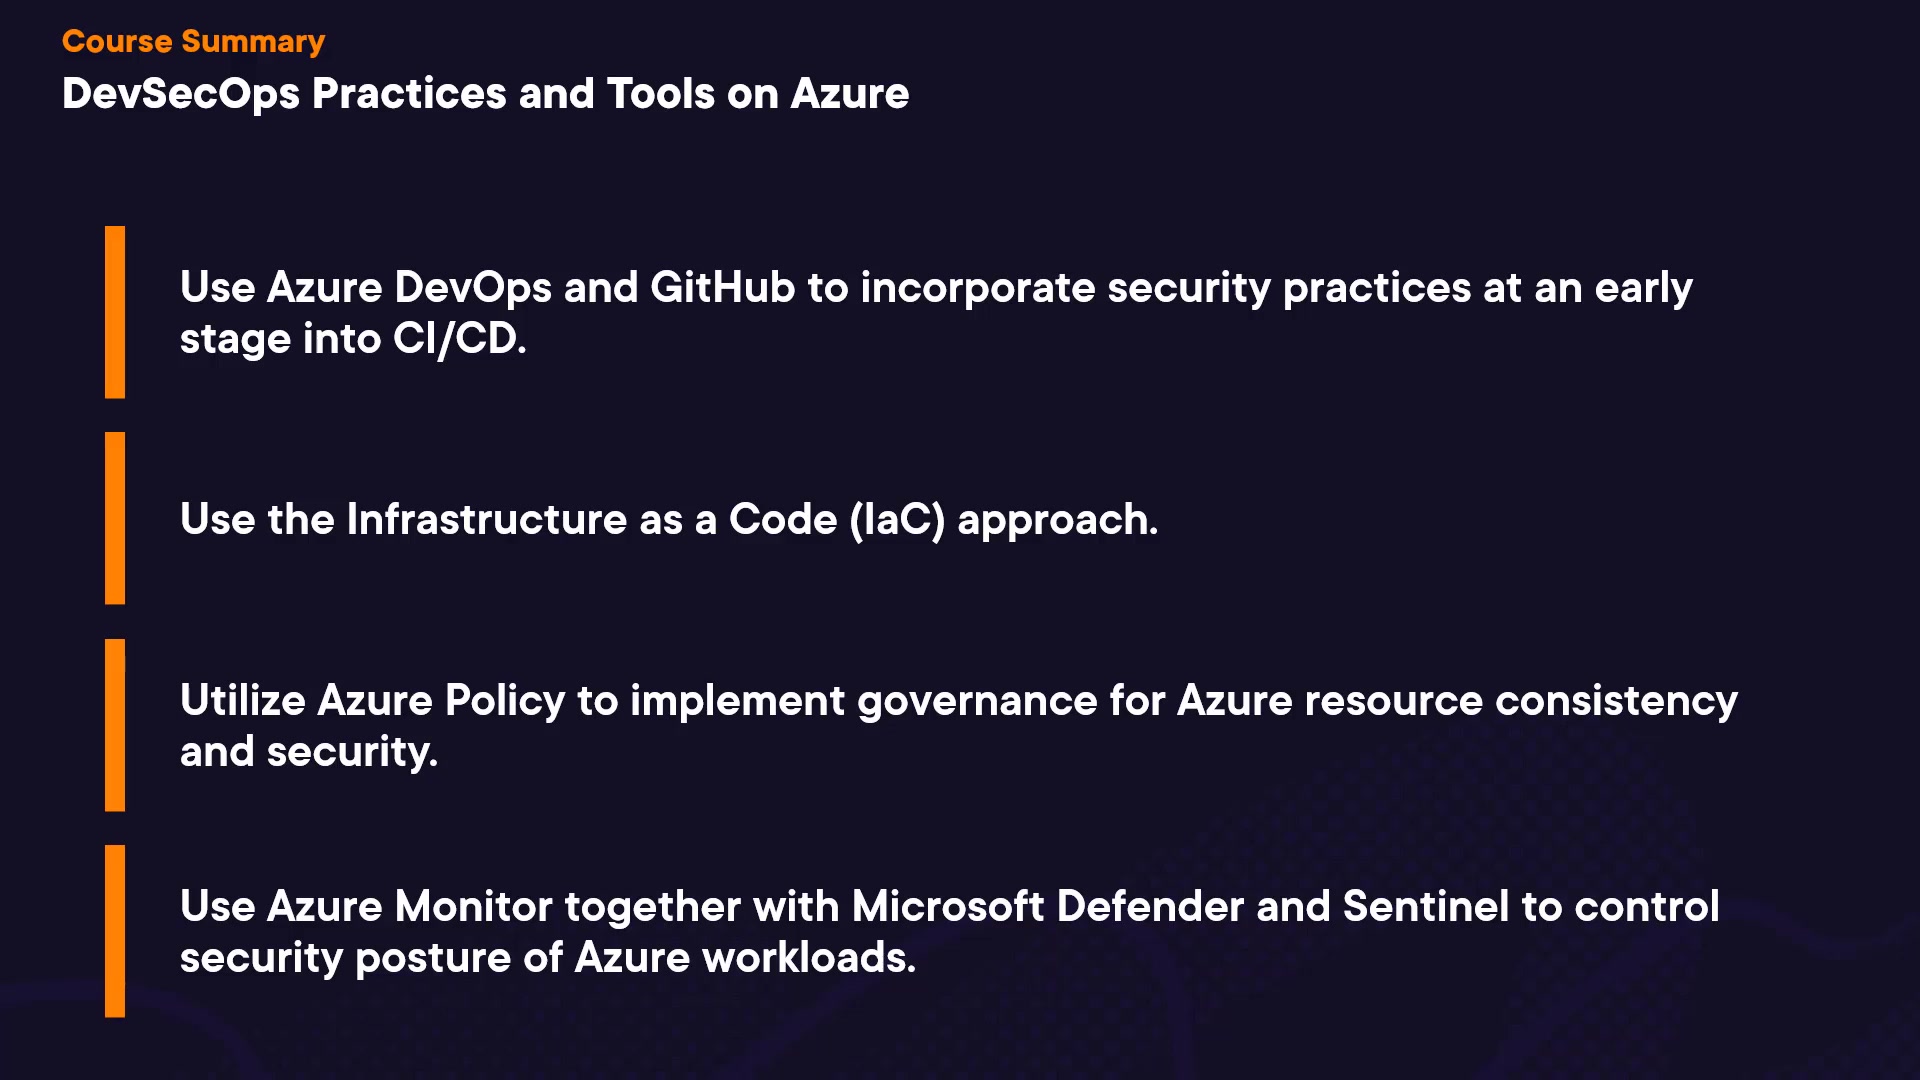 Course Summary
DevSecOps Practices and Tools on Azure
Use Azure DevOps and GitHub to incorporate security practices at an early
stage into CI/CD.
Use the Infrastructure as a Code (IaC) approach.
Utilize Azure Policy to implement governance for Azure resource consistency
and security.
Use Azure Monitor together with Microsoft Defender and Sentinel to control
security posture of Azure workloads.